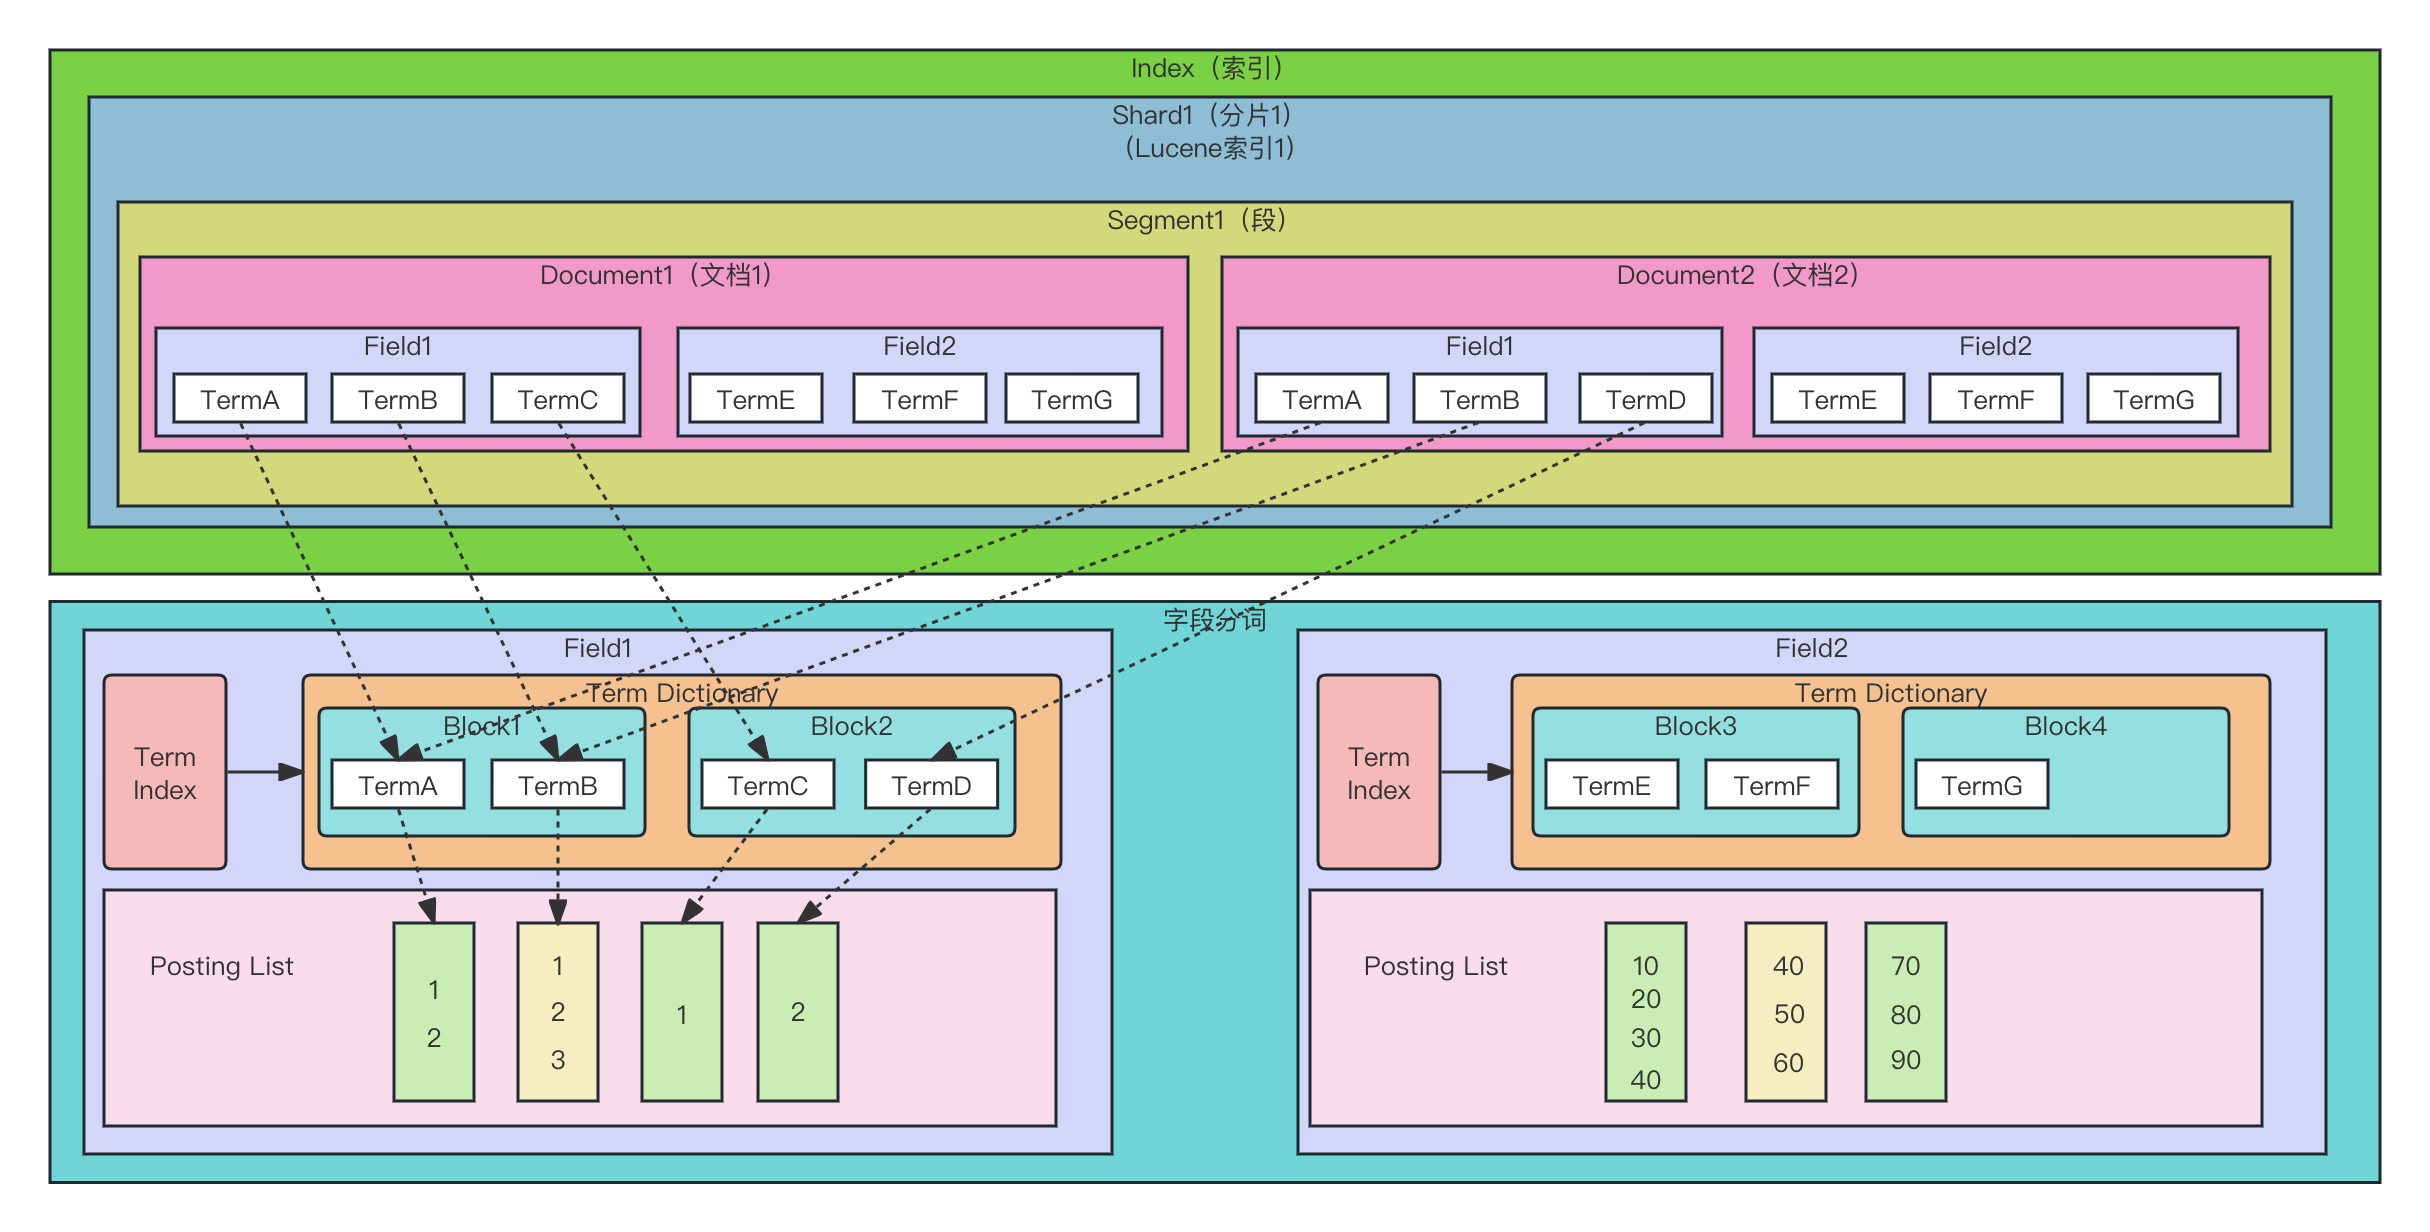 Index（索引）
Shard1（分片1）
（Lucene索引1）
Segment1（段）
Document1（文档1）
Field1
TermA
TermB
TermC
Field2
TermE
TermF
TermG
Document2（文档2）
Field1
TermA
TermB
TermD
Field2
TermE
TermF
TermG
字段分词
Field1
Term
Index
Term Dictionary
Block1
TermA
TermB
Block2
TermC
TermD
Posting List
1
2
1
2
3
1
2
Field2
Term
Index
Term Dictionary
Block3
TermE
TermF
Block4
TermG
Posting List
10
20
30
40
40
50
60
70
80
90